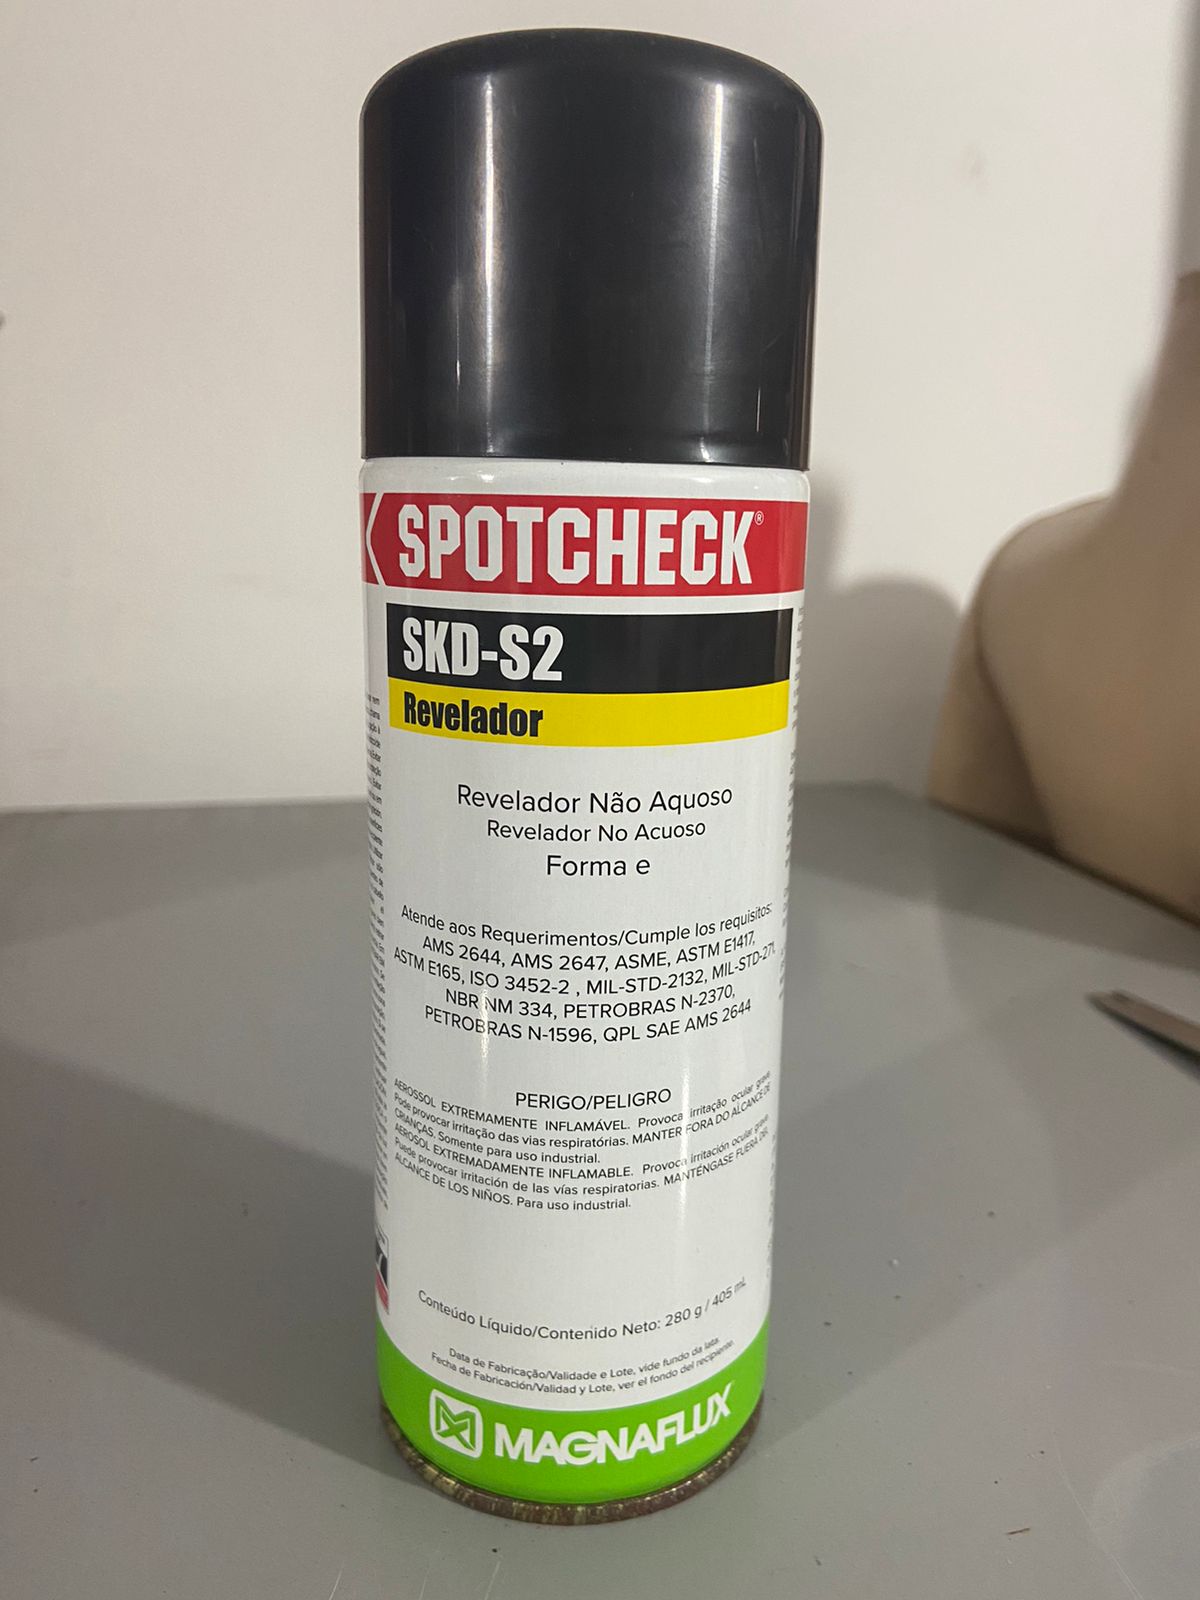 SPOTCHECK®
SKD-S2
Revelador
Revelador Não Aquoso
Revelador No Acuoso
Forma e
Atende aos Requerimentos/Cumple los requisitos:
AMS 2644, AMS 2647, ASME, ASTM E1417,
ASTM E165, ISO 3452-2 , MIL-STD-2132, MIL-STD-271,
NBR NM 334, PETROBRAS N-2370,
PETROBRAS N-1596, QPL SAE AMS 2644
PERIGO/PELIGRO
AEROSSOL EXTREMAMENTE INFLAMÁVEL. Provoca irritação ocular grave.
Pode provocar irritação das vias respiratórias. MANTER FORA DO ALCANCE DE
CRIANÇAS. Somente para uso industrial.
AEROSOL EXTREMADAMENTE INFLAMABLE. Provoca irritación ocular grave.
Puede provocar irritación de las vías respiratorias. MANTÉNGASE FUERA DEL
ALCANCE DE LOS NIÑOS. Para uso industrial.
Conteúdo Líquido/Contenido Neto: 280 g / 405 mL
Data de Fabricação/Validade e Lote, vide fundo da lata.
Fecha de Fabricación/Validad y Lote, ver el fondo del recipiente.
MAGNAFLUX